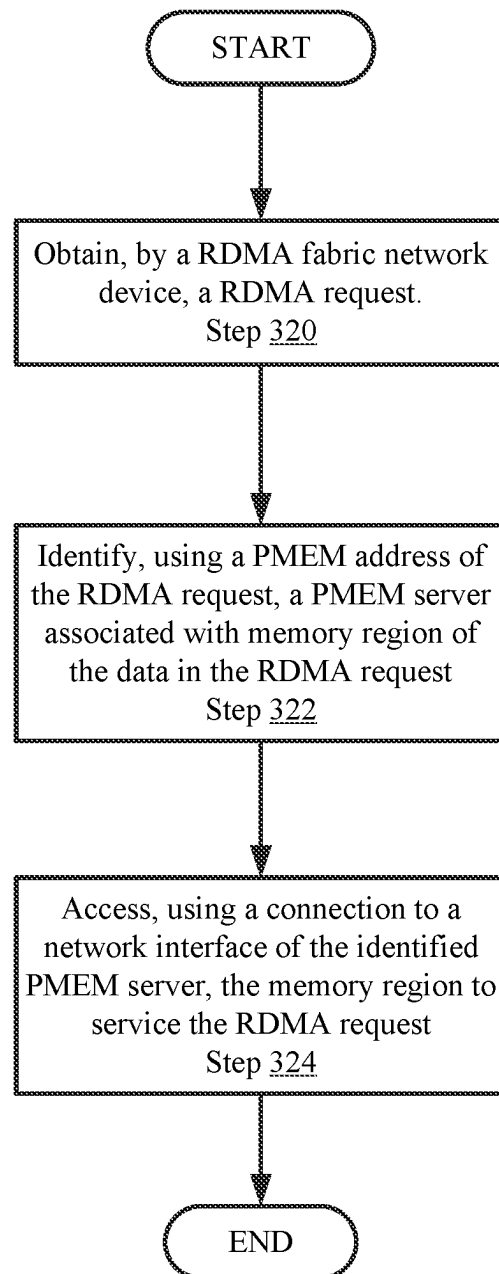 START
Obtain, by a RDMA fabric network
device, a RDMA request.
Step 320
Identify, using a PMEM address of
the RDMA request, a PMEM server
associated with memory region of
the data in the RDMA request
Step 322
Access, using a connection to a
network interface of the identified
PMEM server, the memory region to
service the RDMA request
Step 324
END